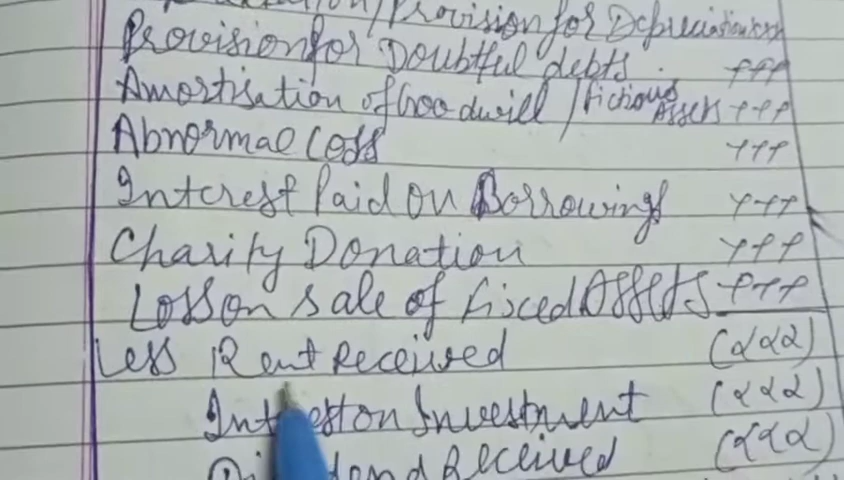 Provision for Depreciation xxx
Provision for Doubtful debts. xxx
Amortisation of Goodwill / Fictious Assets xxx
Abnormal Loss xxx
Interest Paid on Borrowings xxx
Charity Donation xxx
Loss on sale of Fixed Assets xxx
Less Rent Received (xxx)
Interest on Investment (xxx)
Dividend Received (xxx)